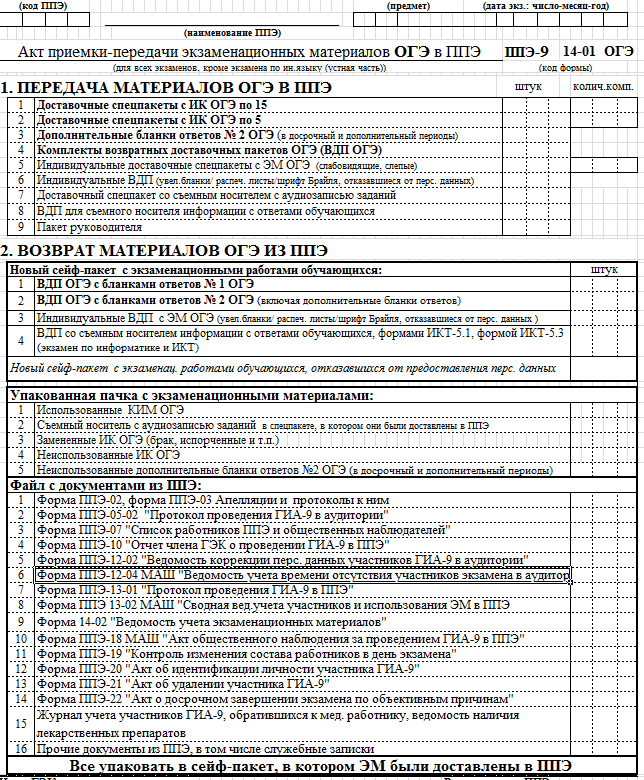 (код ППЭ) (предмет) (дата экз.: число-месяц-год)
(наименование ППЭ)
Акт приемки-передачи экзаменационных материалов ОГЭ в ППЭ ППЭ-9 14-01 ОГЭ
(для всех экзаменов, кроме экзамена по ин.языку (устная часть)) (код формы)
1. ПЕРЕДАЧА МАТЕРИАЛОВ ОГЭ В ППЭ штук колич.комп.
1 Доставочные спецпакеты с ИК ОГЭ по 15
2 Доставочные спецпакеты с ИК ОГЭ по 5
3 Дополнительные бланки ответов № 2 ОГЭ (в досрочный и дополнительный периоды)
4 Комплекты возвратных доставочных пакетов ОГЭ (ВДП ОГЭ)
5 Индивидуальные доставочные спецпакеты с ЭМ ОГЭ (слабовидящие, слепые)
6 Индивидуальные ВДП (увел.бланки/ распеч. листы/шрифт Брайля, отказавшиеся от перс. данных)
7 Доставочный спецпакет со съемным носителем с аудиозаписью заданий
8 ВДП для съемного носителя информации с ответами обучающихся
9 Пакет руководителя
2. ВОЗВРАТ МАТЕРИАЛОВ ОГЭ ИЗ ППЭ
Новый сейф-пакет с экзаменационными работами обучающихся: штук
1 ВДП ОГЭ с бланками ответов № 1 ОГЭ
2 ВДП ОГЭ с бланками ответов № 2 ОГЭ (включая дополнительные бланки ответов)
3 Индивидуальные ВДП с ЭМ ОГЭ (увел.бланки/ распеч. листы/шрифт Брайля, отказавшиеся от перс. данных )
4 ВДП со съемным носителем информации с ответами обучающихся, формами ИКТ-5.1, формой ИКТ-5.3
(экзамен по информатике и ИКТ)
Новый сейф-пакет с экзаменац. работами обучающихся, отказавшихся от предоставления перс. данных
Упакованная пачка с экзаменационными материалами:
1 Использованные КИМ ОГЭ
2 Съемный носитель с аудиозаписью заданий в спецпакете, в котором они были доставлены в ППЭ
3 Замененные ИК ОГЭ (брак, испорченные и т.п.)
4 Неиспользованные ИК ОГЭ
5 Неиспользованные дополнительные бланки ответов №2 ОГЭ (в досрочный и дополнительный периоды)
Файл с документами из ППЭ:
1 Форма ППЭ-02, форма ППЭ-03 Апелляции и протоколы к ним
2 Форма ППЭ-05-02 "Протокол проведения ГИА-9 в аудитории"
3 Форма ППЭ-07 "Список работников ППЭ и общественных наблюдателей"
4 Форма ППЭ-10 "Отчет члена ГЭК о проведении ГИА-9 в ППЭ"
5 Форма ППЭ-12-02 "Ведомость коррекции перс. данных участников ГИА-9 в аудитории"
6 Форма ППЭ-12-04 МАШ "Ведомость учета времени отсутствия участников экзамена в аудитор
7 Форма ППЭ-13-01 "Протокол проведения ГИА-9 в ППЭ"
8 Форма ППЭ 13-02 МАШ "Сводная вед.учета участников и использования ЭМ в ППЭ
9 Форма 14-02 "Ведомость учета экзаменационных материалов"
10 Форма ППЭ-18 МАШ "Акт общественного наблюдения за проведением ГИА-9 в ППЭ"
11 Форма ППЭ-19 "Контроль изменения состава работников в день экзамена"
12 Форма ППЭ-20 "Акт об идентификации личности участника ГИА-9"
13 Форма ППЭ-21 "Акт об удалении участника ГИА-9"
14 Форма ППЭ-22 "Акт о досрочном завершении экзамена по объективным причинам"
15 Журнал учета участников ГИА-9, обратившихся к мед. работнику, ведомость наличия
лекарственных препаратов
16 Прочие документы из ППЭ, в том числе служебные записки
Все упаковать в сейф-пакет, в котором ЭМ были доставлены в ППЭ